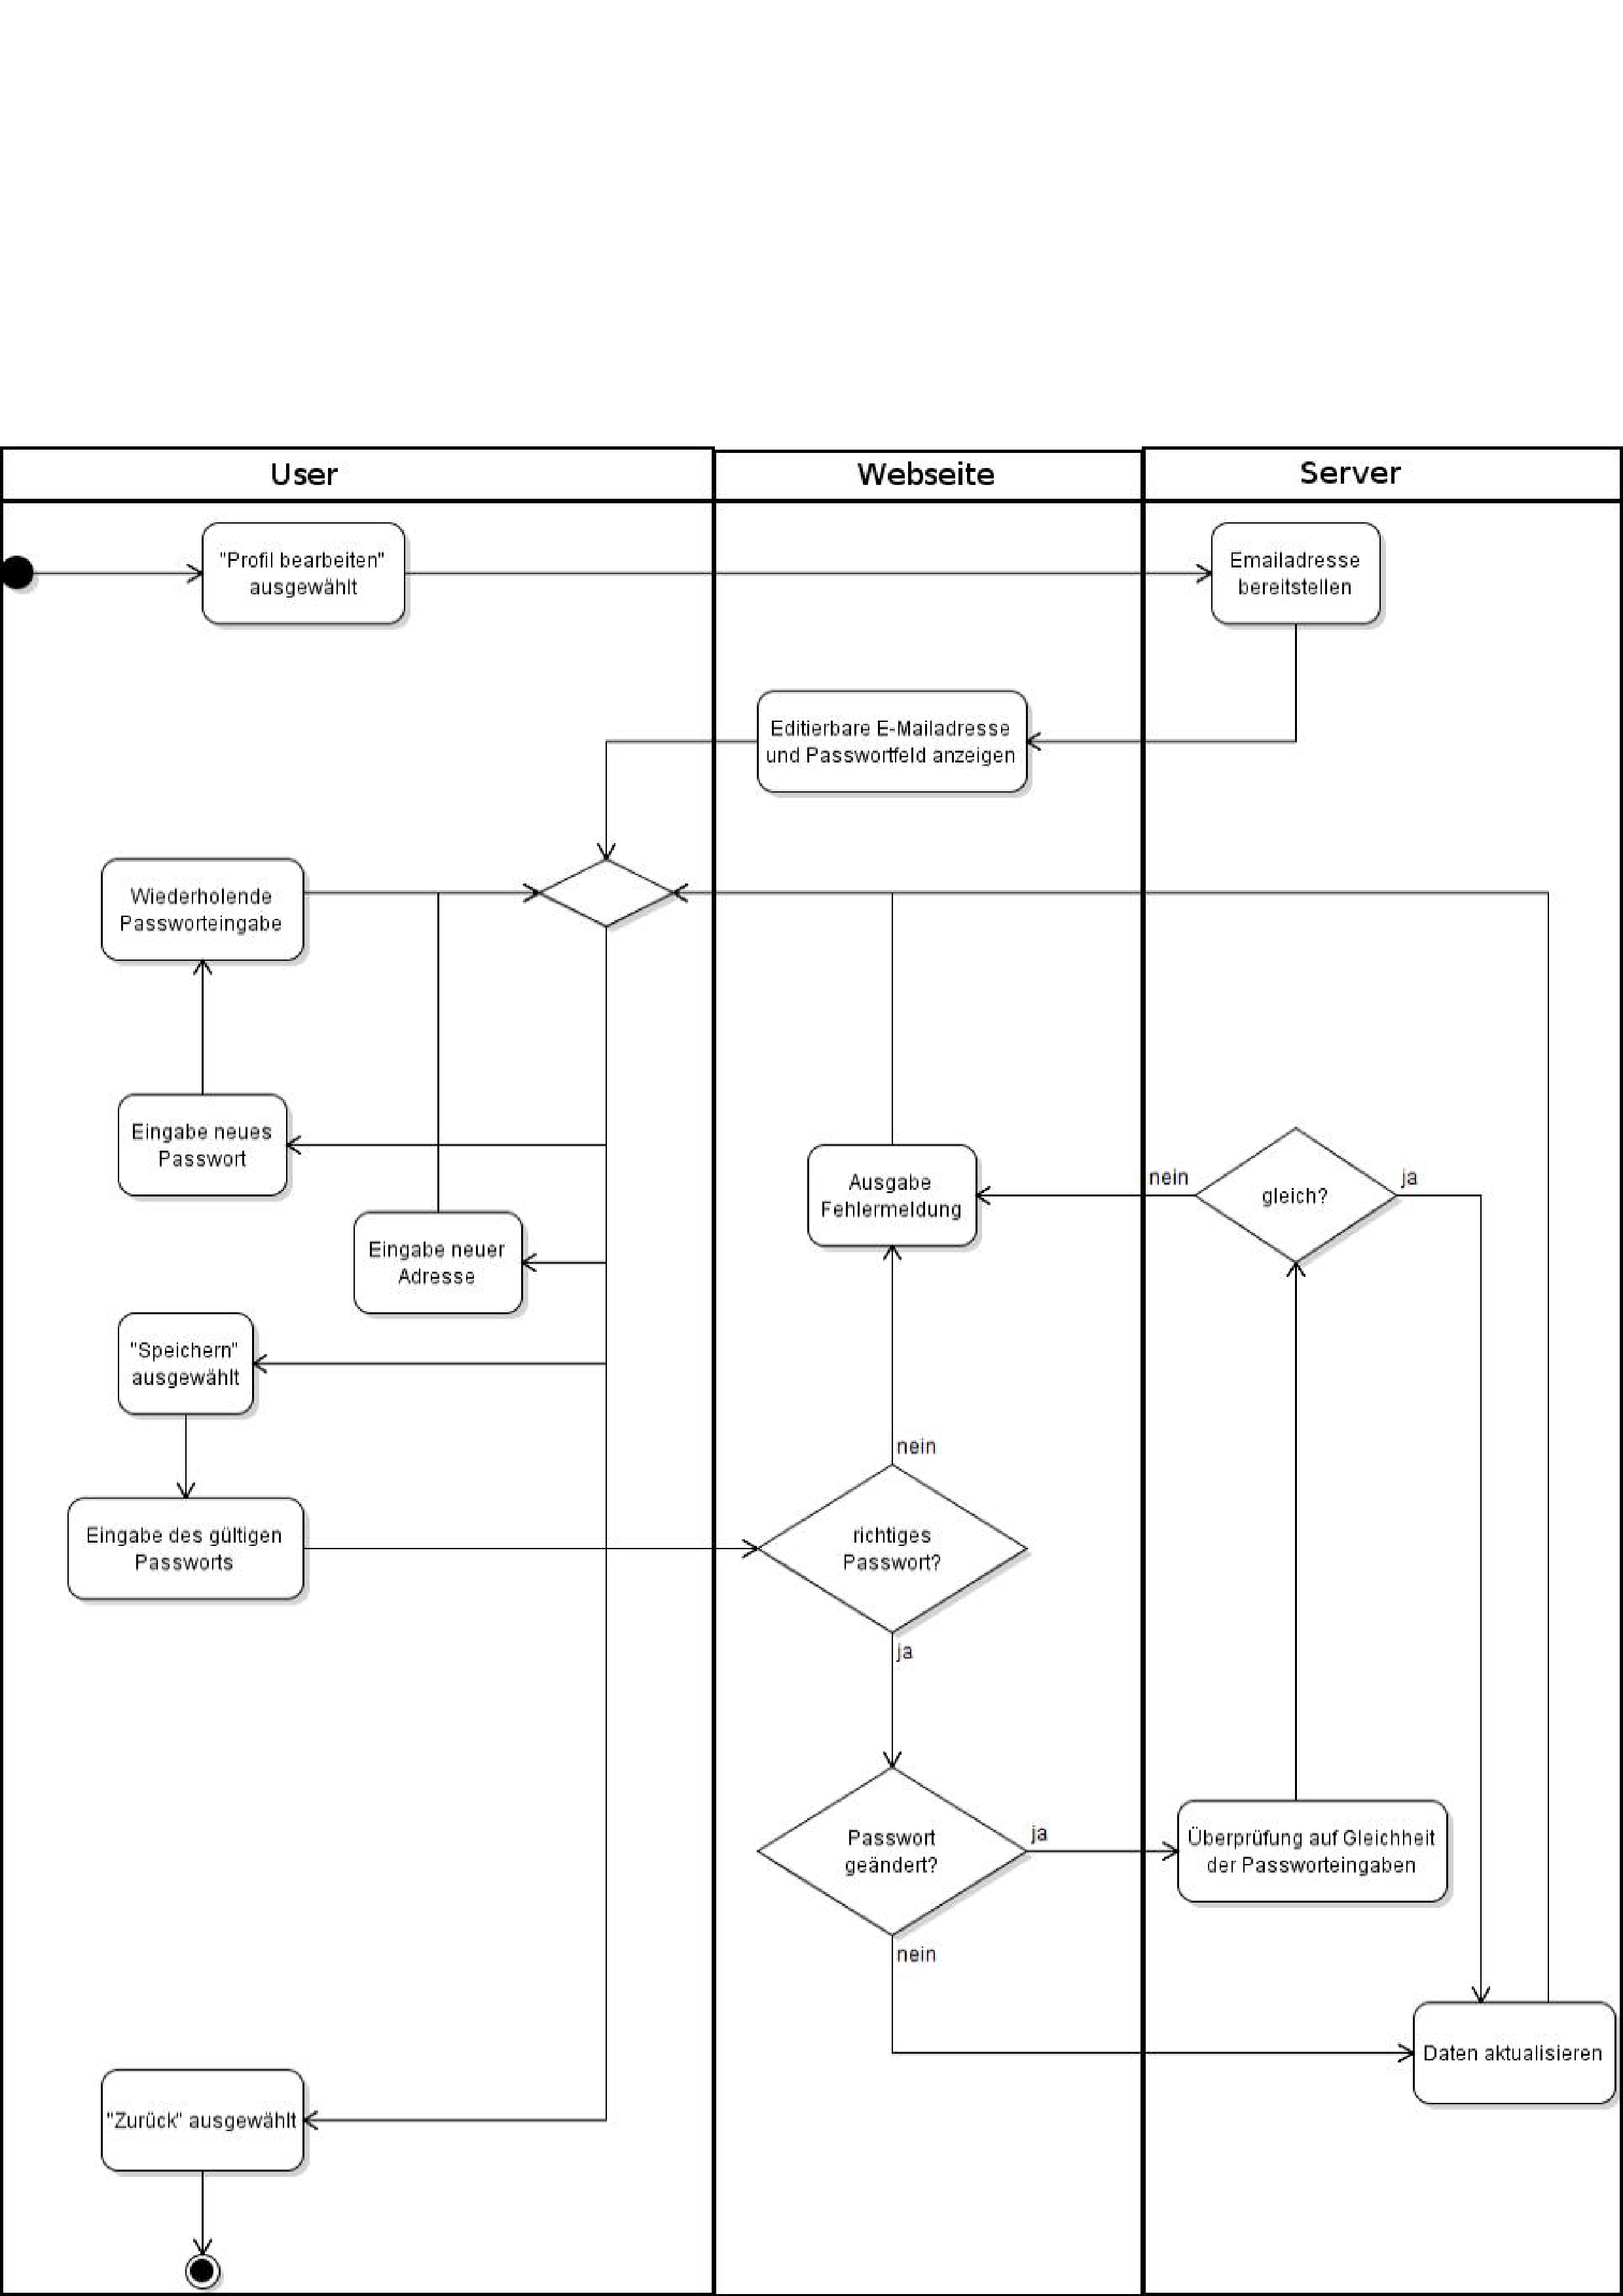 User
Webseite
Server
"Profil bearbeiten"
ausgewählt
Emailadresse
bereitstellen
Editierbare E-Mailadresse
und Passwortfeld anzeigen
Wiederholende
Passworteingabe
Eingabe neues
Passwort
Ausgabe
Fehlermeldung
nein
gleich?
ja
Eingabe neuer
Adresse
"Speichern"
ausgewählt
nein
Eingabe des gültigen
Passworts
richtiges
Passwort?
ja
Passwort
geändert?
ja
Überprüfung auf Gleichheit
der Passworteingaben
nein
Daten aktualisieren
"Zurück" ausgewählt